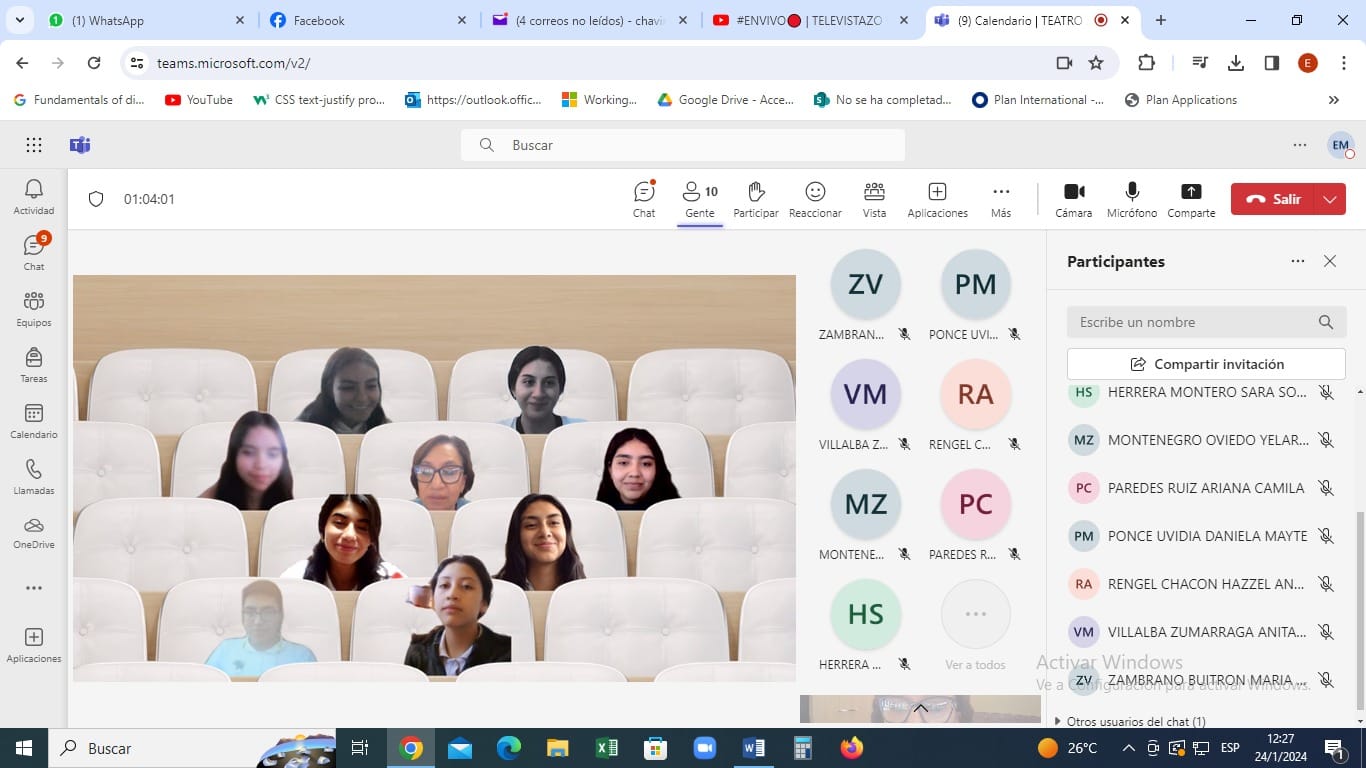 (1) WhatsApp
Facebook
(4 correos no leídos) - chavi
#ENVIVO🔴 | TELEVISTAZO
(9) Calendario | TEATRO
teams.microsoft.com/v2/
E
Fundamentals of di...
YouTube
CSS text-justify pro...
https://outlook.offic...
Working...
Google Drive - Acce...
No se ha completad...
Plan International -...
Plan Applications
Buscar
EM
01:04:01
10
Chat
Gente
Participar
Reaccionar
Vista
Aplicaciones
Más
Cámara
Micrófono
Comparte
Salir
Actividad
9
Chat
Equipos
Tareas
Calendario
Llamadas
OneDrive
Aplicaciones
ZV
PM
ZAMBRAN...
PONCE UVI...
VM
RA
VILLALBA Z...
RENGEL C...
MZ
PC
MONTENE...
PAREDES R...
HS
HERRERA ...
Ver a todos
Participantes
Escribe un nombre
Compartir invitación
HS HERRERA MONTERO SARA SO...
MZ MONTENEGRO OVIEDO YELAR...
PC PAREDES RUIZ ARIANA CAMILA
PM PONCE UVIDIA DANIELA MAYTE
RA RENGEL CHACON HAZZEL AN...
VM VILLALBA ZUMARRAGA ANITA...
ZV ZAMBRANO BUITRON MARIA ...
Otros usuarios del chat (1)
Activar Windows
Ve a Configuración para activar Windows.
Buscar
26°C
ESP
12:27
24/1/2024
1